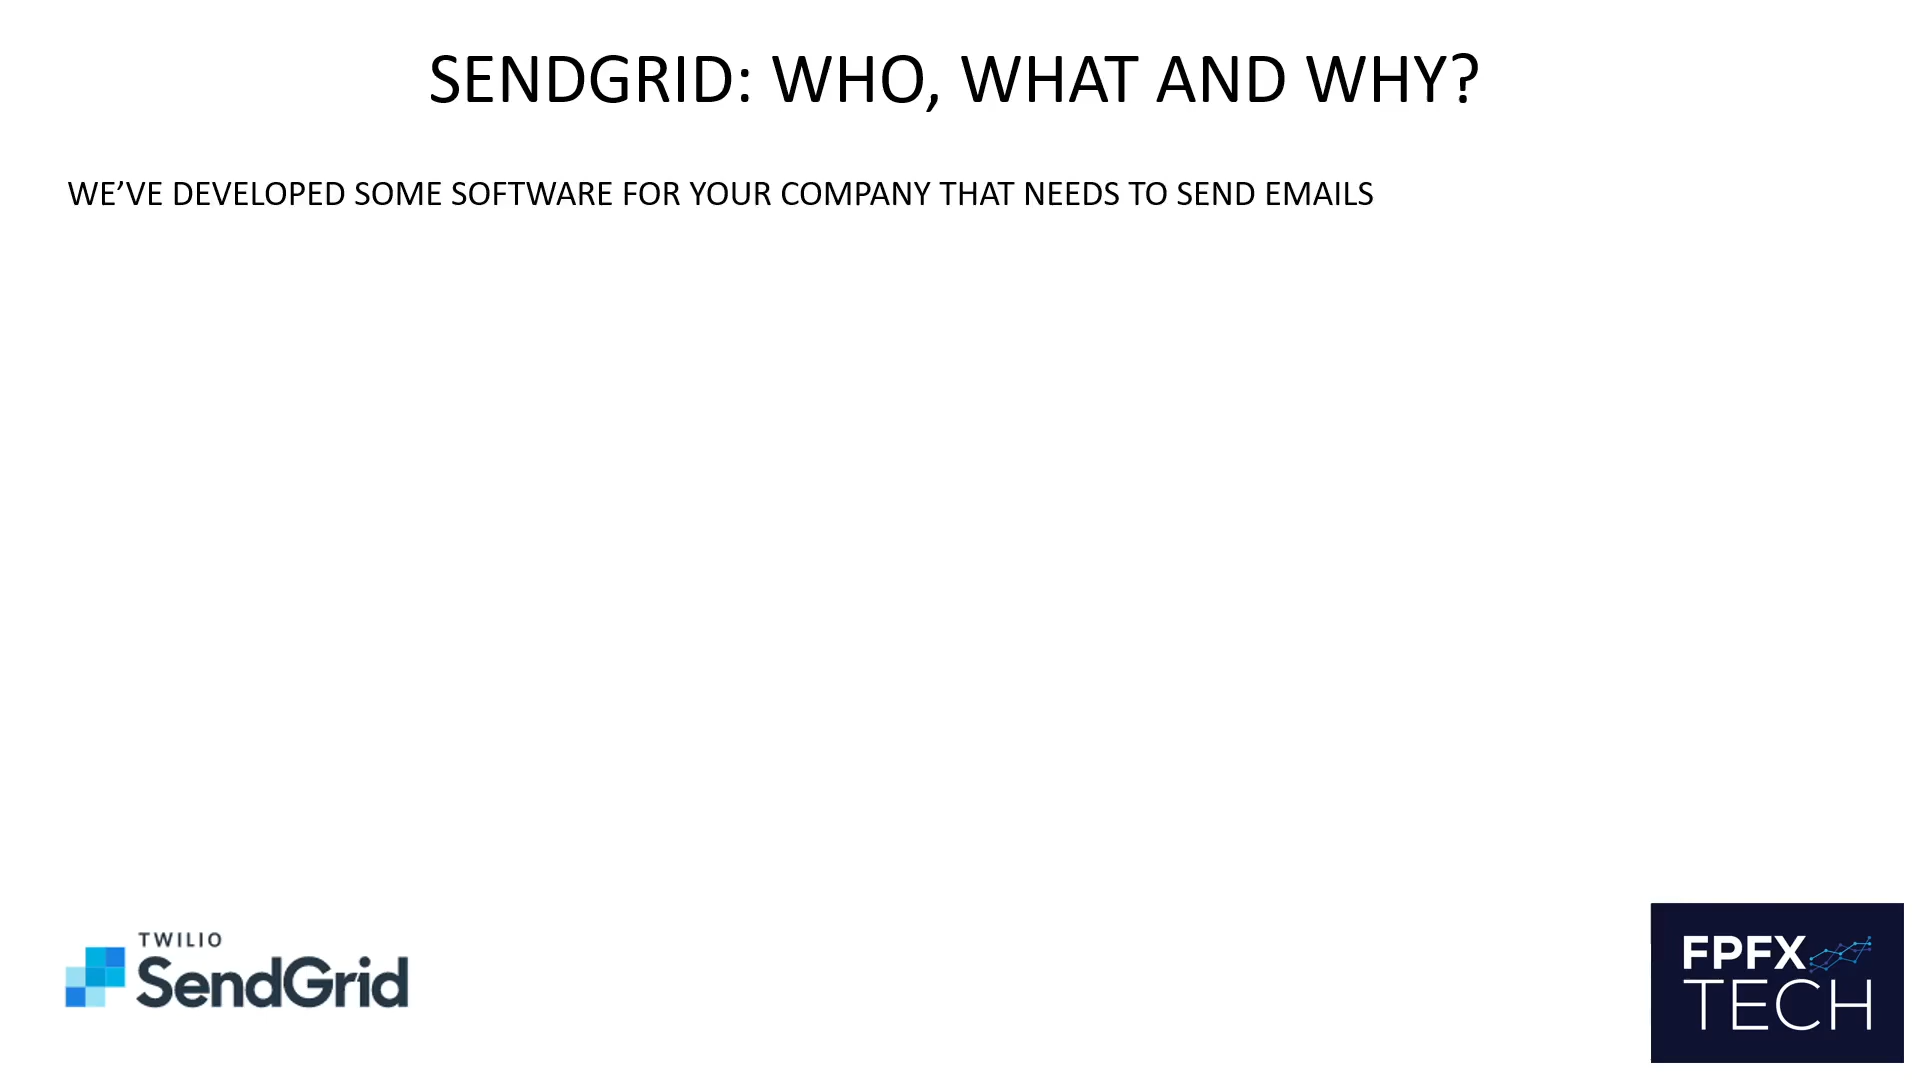 SENDGRID: WHO, WHAT AND WHY?
WE’VE DEVELOPED SOME SOFTWARE FOR YOUR COMPANY THAT NEEDS TO SEND EMAILS
TWILIO
SendGrid
FPFX
TECH